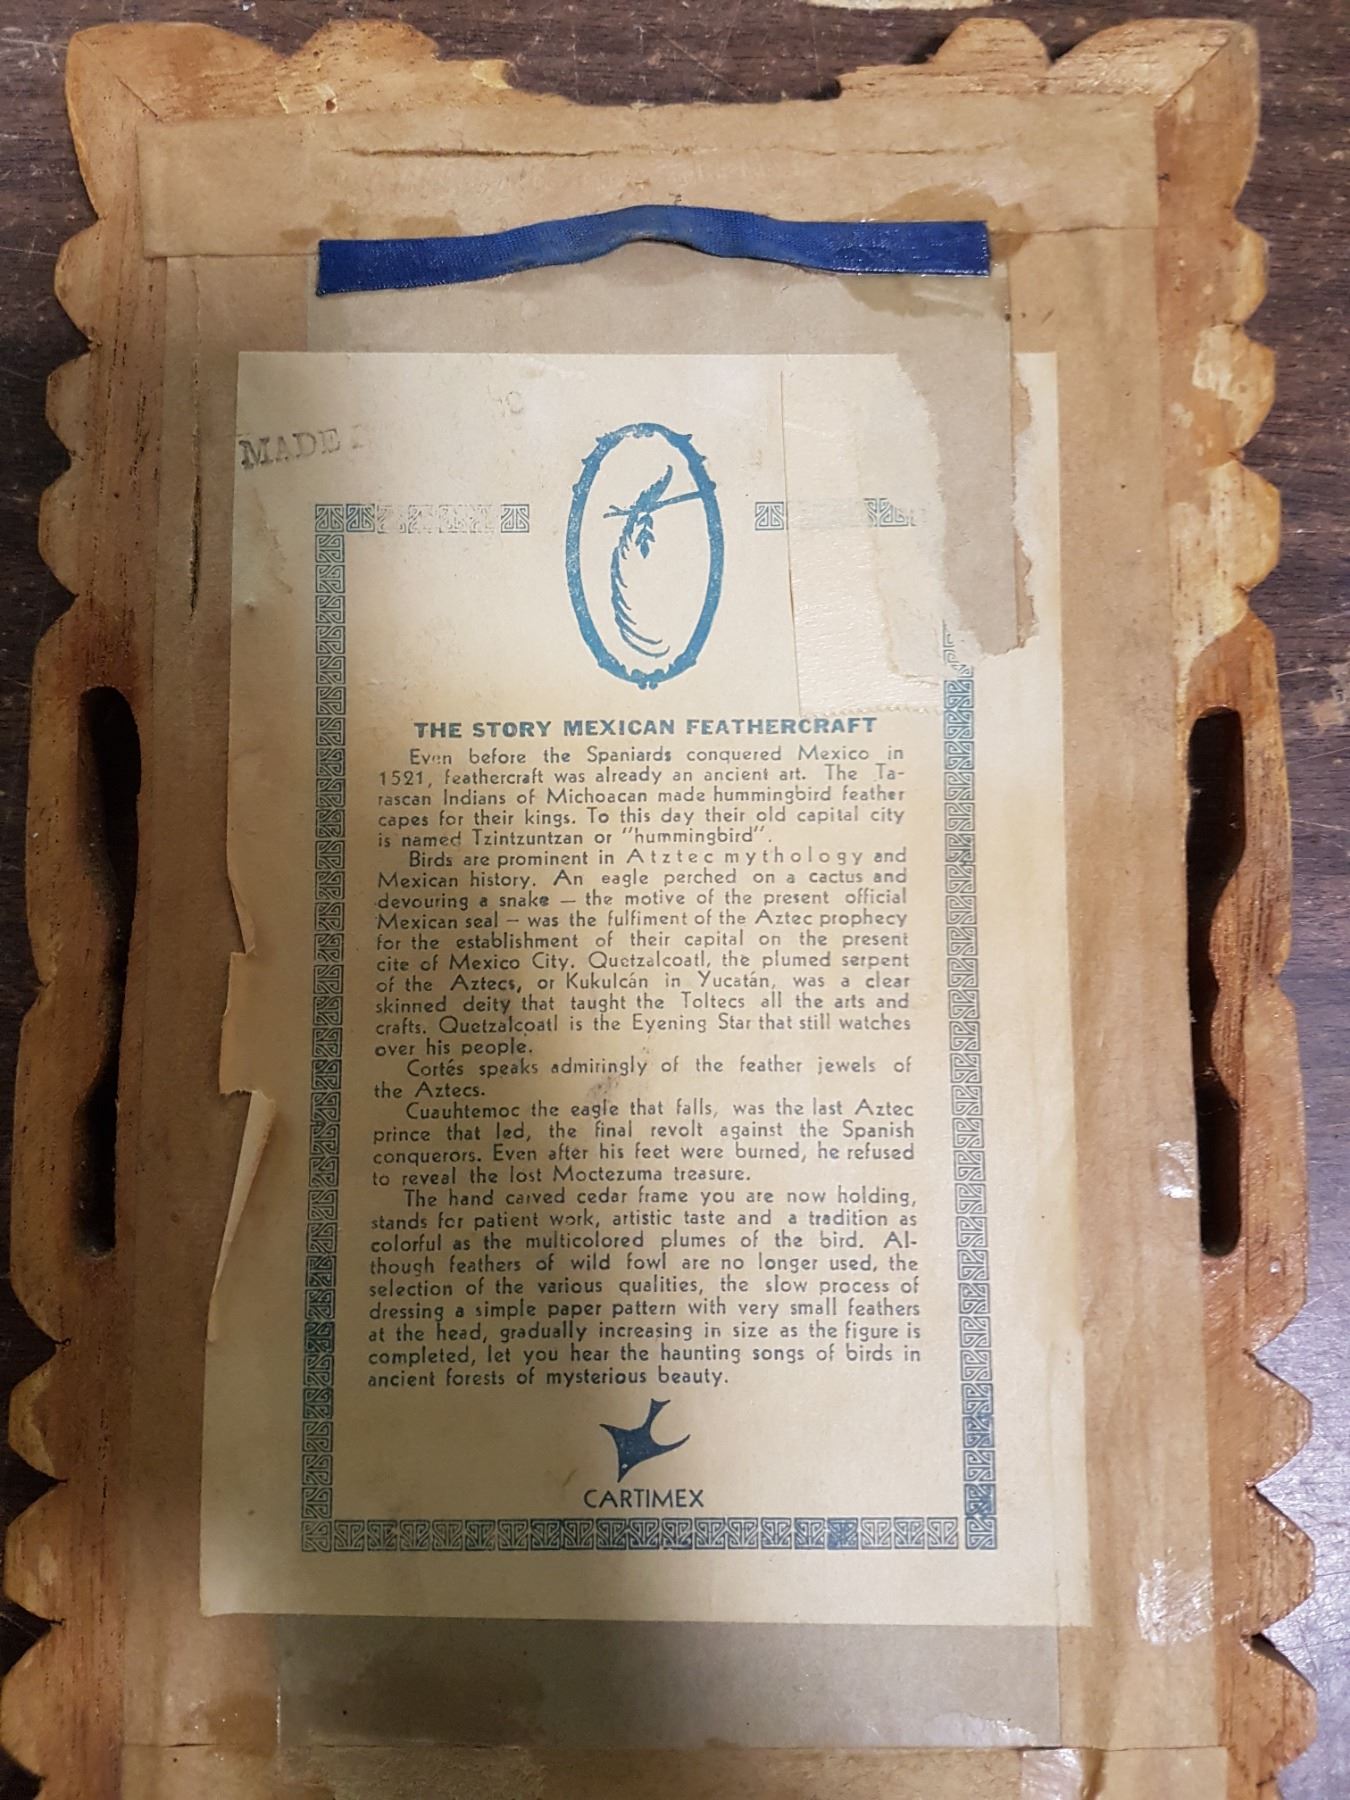 MADE
THE STORY MEXICAN FEATHERCRAFT
Even before the Spaniards conquered Mexico in
1521, feathercraft was already an ancient art. The Ta-
rascan Indians of Michoacan made hummingbird feather
capes for their kings. To this day their old capital city
is named Tzintzuntzan or "hummingbird".
Birds are prominent in Atztec mythology and
Mexican history. An eagle perched on a cactus and
devouring a snake — the motive of the present official
Mexican seal — was the fulfiment of the Aztec prophecy
for the establishment of their capital on the present
cite of Mexico City. Quetzalcoatl, the plumed serpent
of the Aztecs, or Kukulcán in Yucatán, was a clear
skinned deity that taught the Toltecs all the arts and
crafts. Quetzalcoatl is the Eyening Star that still watches
over his people.
Cortés speaks admiringly of the feather jewels of
the Aztecs.
Cuauhtemoc the eagle that falls, was the last Aztec
prince that led, the final revolt against the Spanish
conquerors. Even after his feet were burned, he refused
to reveal the lost Moctezuma treasure.
The hand carved cedar frame you are now holding,
stands for patient work, artistic taste and a tradition as
colorful as the multicolored plumes of the bird. Al-
though feathers of wild fowl are no longer used, the
selection of the various qualities, the slow process of
dressing a simple paper pattern with very small feathers
at the head, gradually increasing in size as the figure is
completed, let you hear the haunting songs of birds in
ancient forests of mysterious beauty.
CARTIMEX